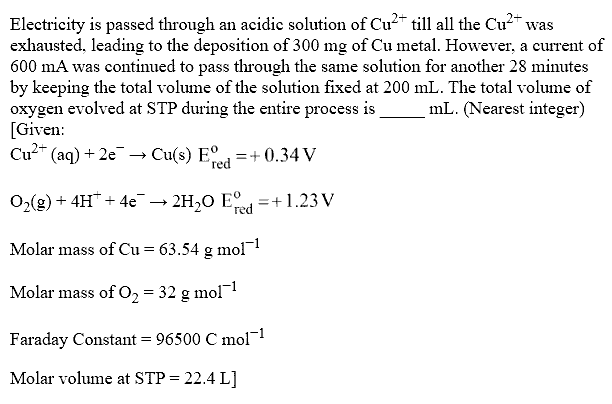 Electricity is passed through an acidic solution of Cu²⁺ till all the Cu²⁺ was
exhausted, leading to the deposition of 300 mg of Cu metal. However, a current of
600 mA was continued to pass through the same solution for another 28 minutes
by keeping the total volume of the solution fixed at 200 mL. The total volume of
oxygen evolved at STP during the entire process is _____ mL. (Nearest integer)
[Given:
Cu²⁺ (aq) + 2e⁻ → Cu(s) E°red = + 0.34 V
O₂(g) + 4H⁺ + 4e⁻ → 2H₂O E°red = + 1.23 V
Molar mass of Cu = 63.54 g mol⁻¹
Molar mass of O₂ = 32 g mol⁻¹
Faraday Constant = 96500 C mol⁻¹
Molar volume at STP = 22.4 L]